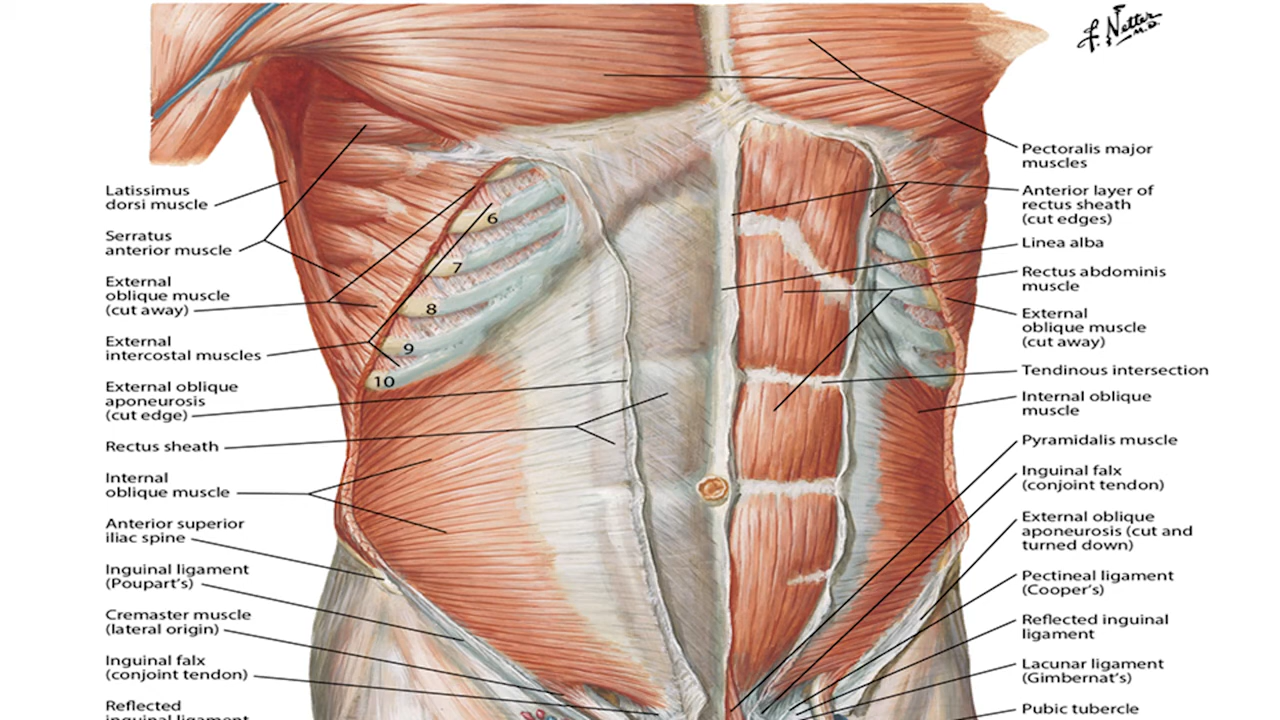 F. Netter
M.D.
Latissimus
dorsi muscle
Serratus
anterior muscle
External
oblique muscle
(cut away)
External
intercostal muscles
External oblique
aponeurosis
(cut edge)
Rectus sheath
Internal
oblique muscle
Anterior superior
iliac spine
Inguinal ligament
(Poupart's)
Cremaster muscle
(lateral origin)
Inguinal falx
(conjoint tendon)
Reflected
inguinal ligament
6
7
8
9
10
Pectoralis major
muscles
Anterior layer of
rectus sheath
(cut edges)
Linea alba
Rectus abdominis
muscle
External
oblique muscle
(cut away)
Tendinous intersection
Internal oblique
muscle
Pyramidalis muscle
Inguinal falx
(conjoint tendon)
External oblique
aponeurosis (cut and
turned down)
Pectineal ligament
(Cooper's)
Reflected inguinal
ligament
Lacunar ligament
(Gimbernat's)
Pubic tubercle